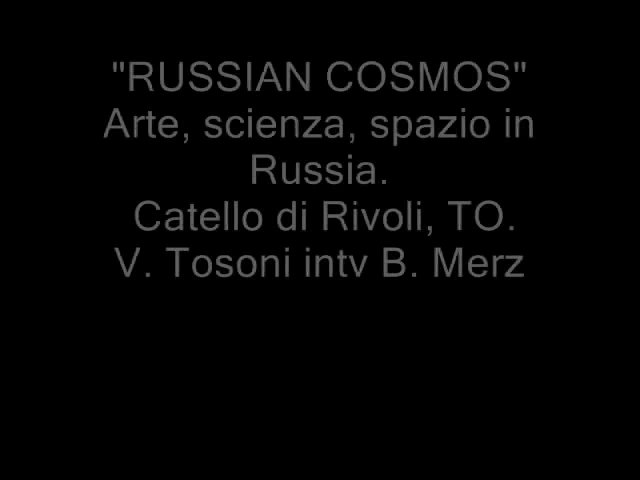 "RUSSIAN COSMOS"
Arte, scienza, spazio in
Russia.
Catello di Rivoli, TO.
V. Tosoni intv B. Merz